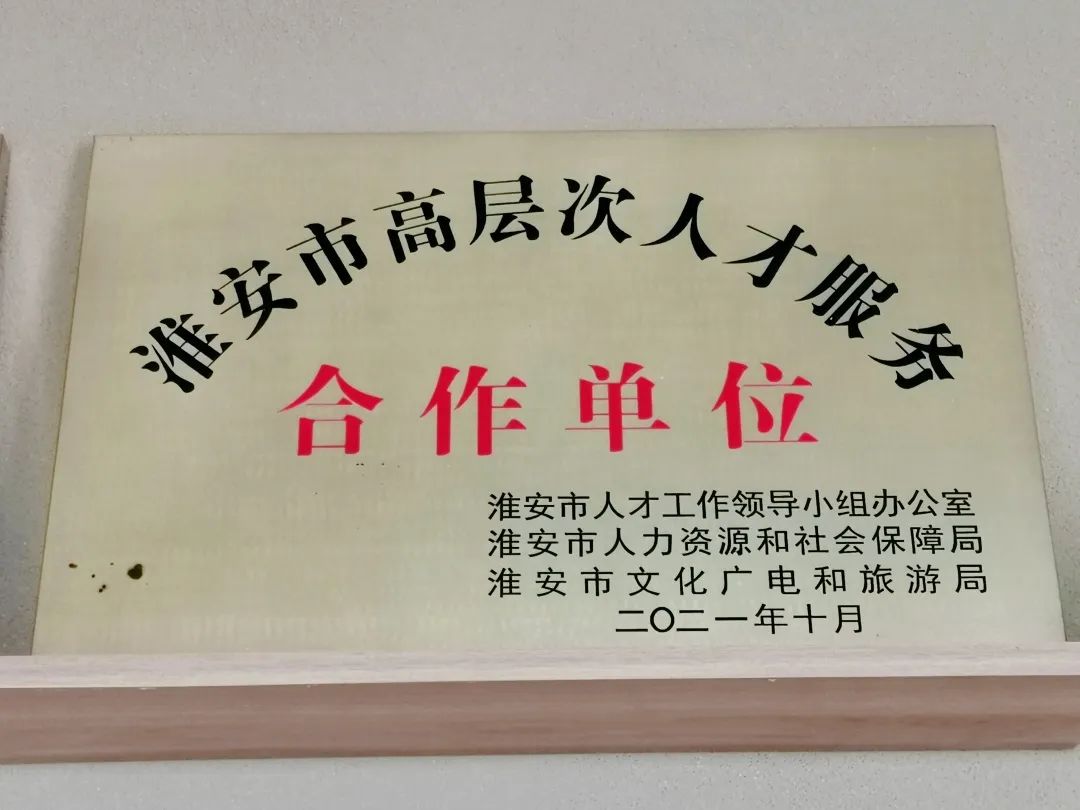 淮安市高层次人才服务
合作单位
淮安市人才工作领导小组办公室
淮安市人力资源和社会保障局
淮安市文化广电和旅游局
二〇二一年十月